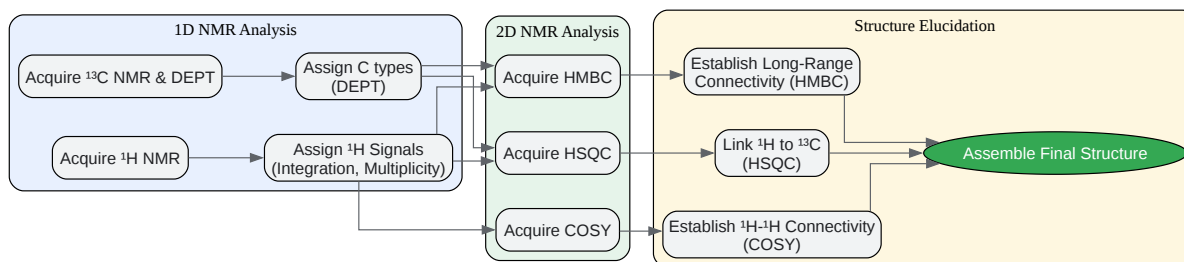 1D NMR Analysis
Acquire ¹³C NMR & DEPT
Assign C types
(DEPT)
Acquire ¹H NMR
Assign ¹H Signals
(Integration, Multiplicity)
2D NMR Analysis
Acquire HMBC
Acquire HSQC
Acquire COSY
Structure Elucidation
Establish Long-Range
Connectivity (HMBC)
Link ¹H to ¹³C
(HSQC)
Establish ¹H-¹H Connectivity
(COSY)
Assemble Final Structure